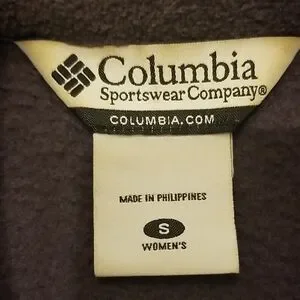 Columbia
Sportswear Company®
COLUMBIA.COM
MADE IN PHILIPPINES
S
WOMEN'S